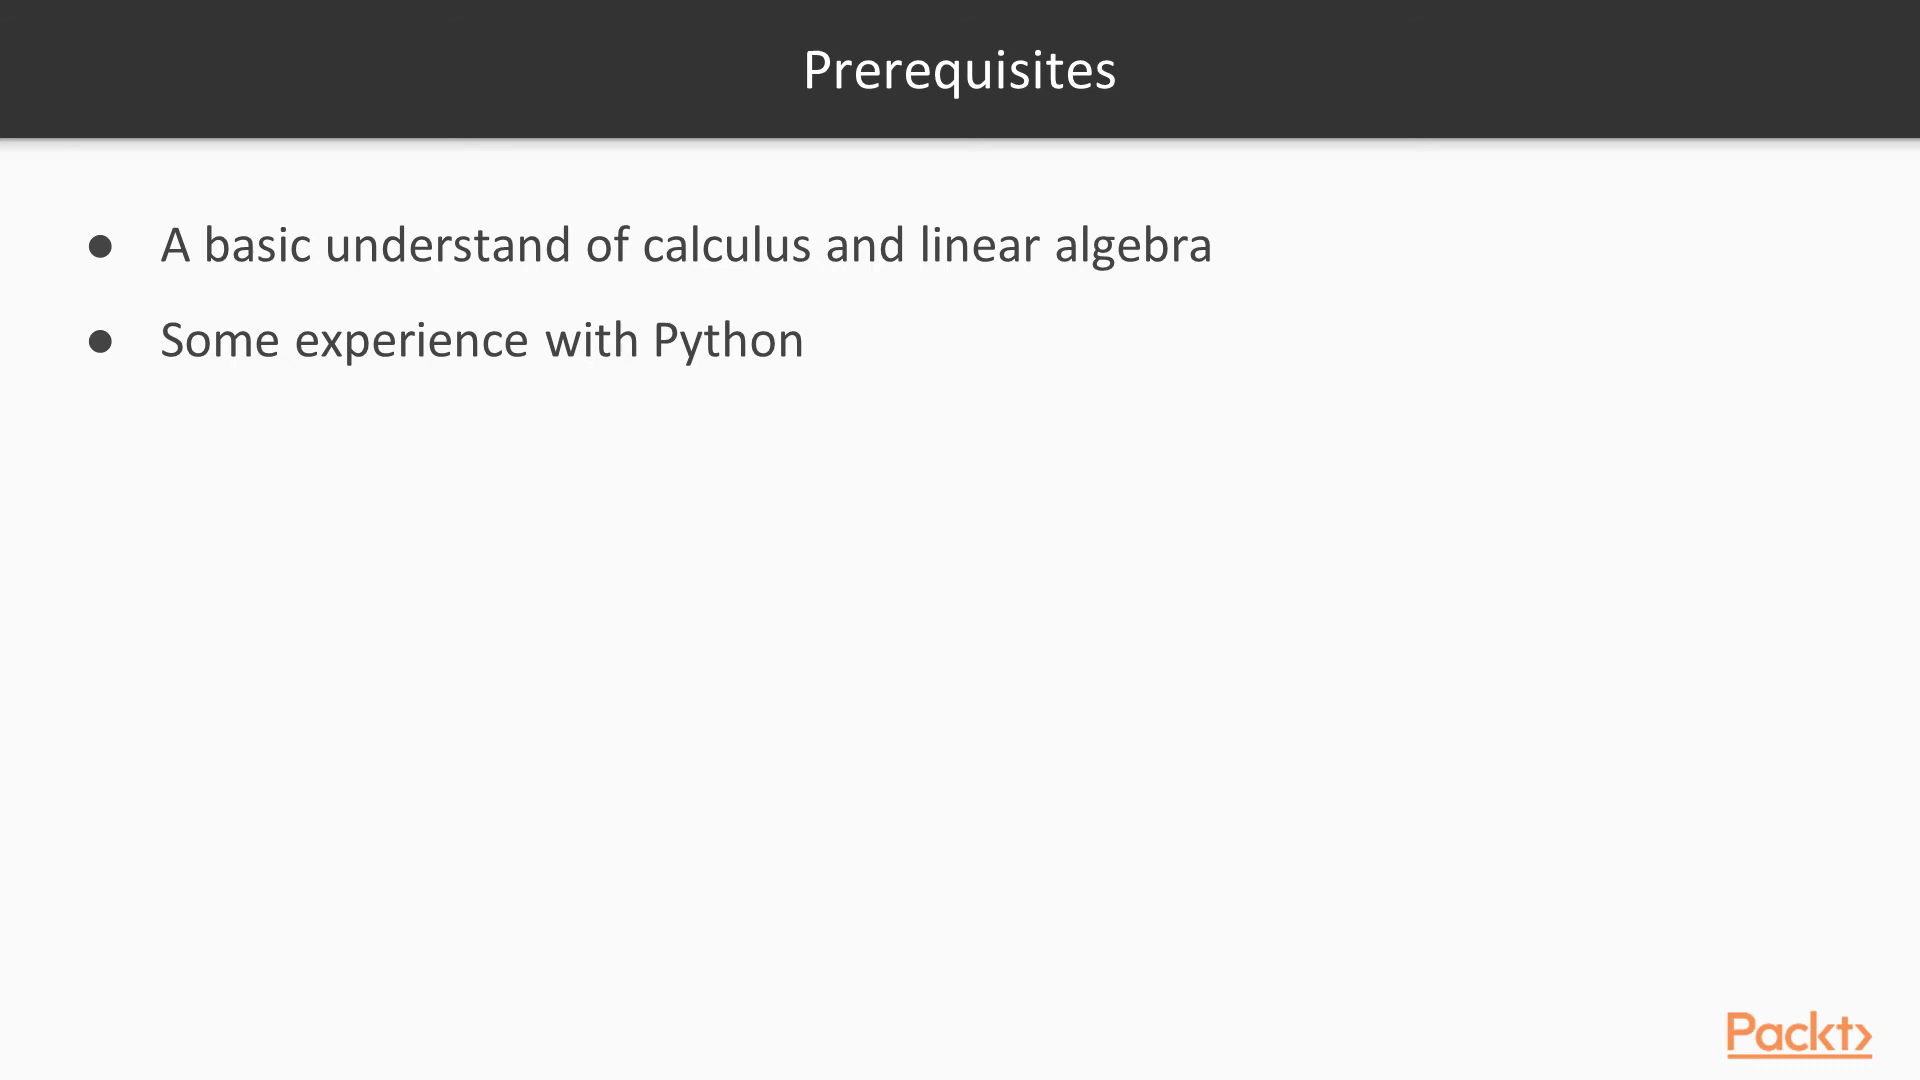 Prerequisites
● A basic understand of calculus and linear algebra
● Some experience with Python
Packt>